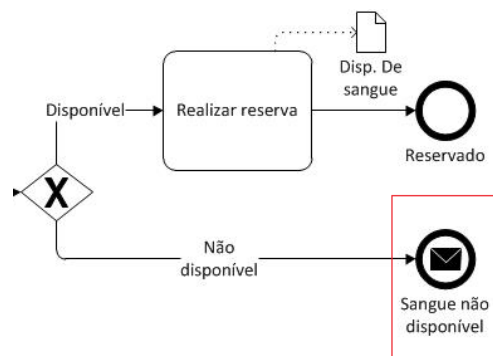 Disp. De
sangue
Disponível
Realizar reserva
Reservado
X
Não
disponível
Sangue não
disponível